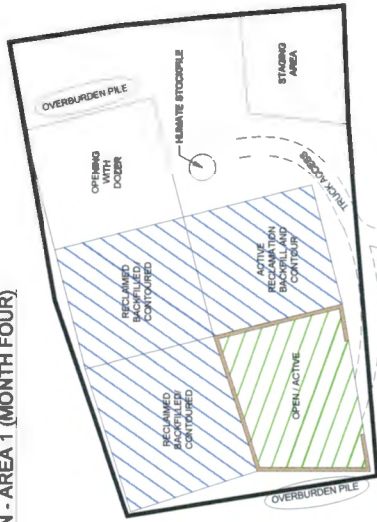 N - AREA 1 (MONTH FOUR)
OVERBURDEN PILE
OPENING
WITH
DOZER
HUMATE STOCKPILE
STAGING
AREA
TRUCK ACCESS
RECLAIMED
BACKFILLED/
CONTOURED
ACTIVE
RECLAMATION
BACKFILL AND
CONTOUR
RECLAIMED
BACKFILLED/
CONTOURED
OPEN / ACTIVE
OVERBURDEN PILE